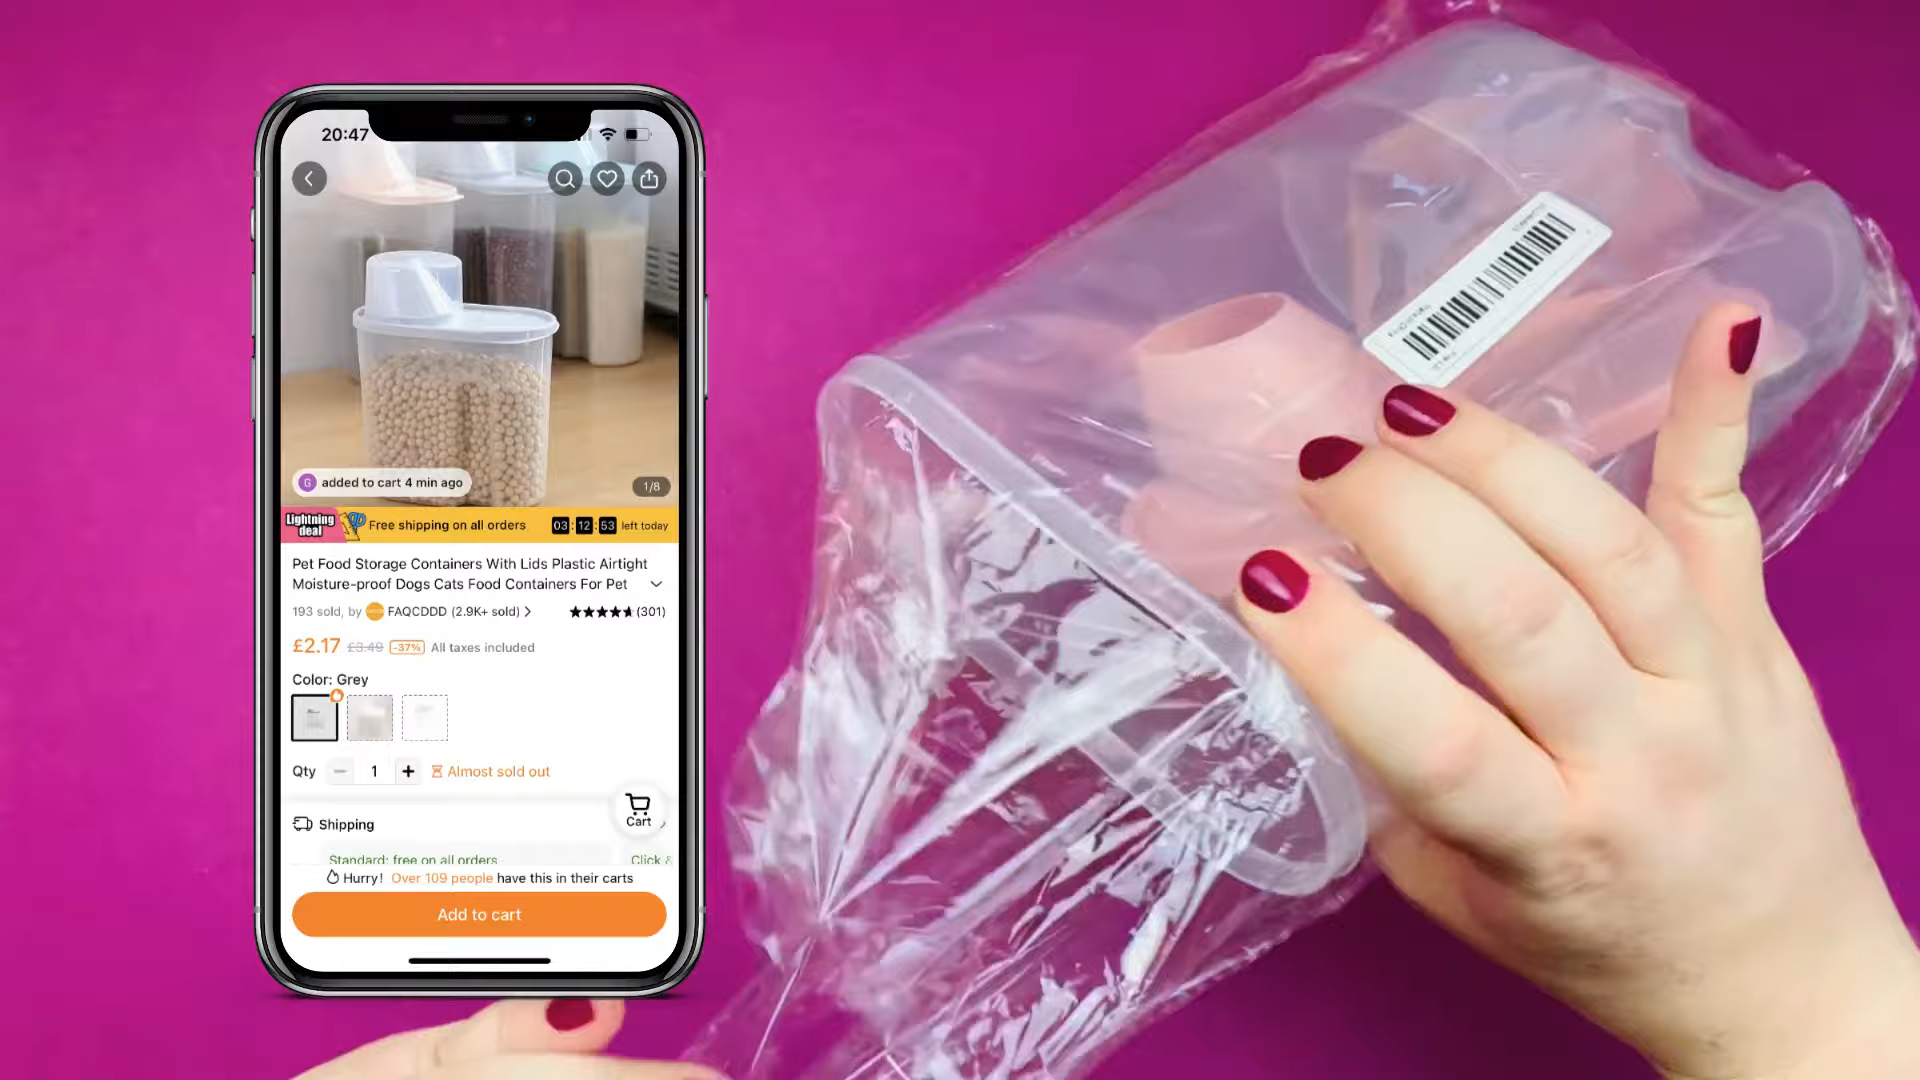 20:47
G added to cart 4 min ago
1/8
Lightning
deal
Free shipping on all orders 03:12:53 left today
Pet Food Storage Containers With Lids Plastic Airtight
Moisture-proof Dogs Cats Food Containers For Pet
193 sold, by FAQCDDD (2.9K+ sold) (301)
£2.17 £3.49 -37% All taxes included
Color: Grey
Qty - 1 + Almost sold out
Cart
Shipping
Standard: free on all orders Click &
Hurry! Over 109 people have this in their carts
Add to cart